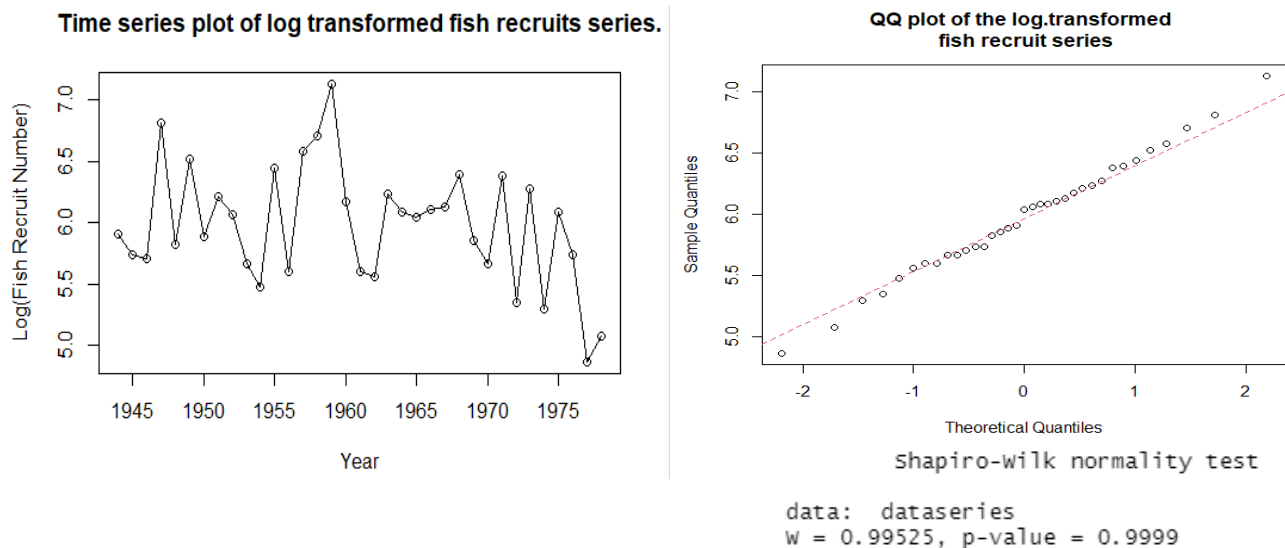 Time series plot of log transformed fish recruits series.
Log(Fish Recruit Number)
7.0
6.5
6.0
5.5
5.0
1945 1950 1955 1960 1965 1970 1975
Year
QQ plot of the log.transformed
fish recruit series
Sample Quantiles
7.0
6.5
6.0
5.5
5.0
-2 -1 0 1 2
Theoretical Quantiles
Shapiro-Wilk normality test
data: dataseries
W = 0.99525, p-value = 0.9999